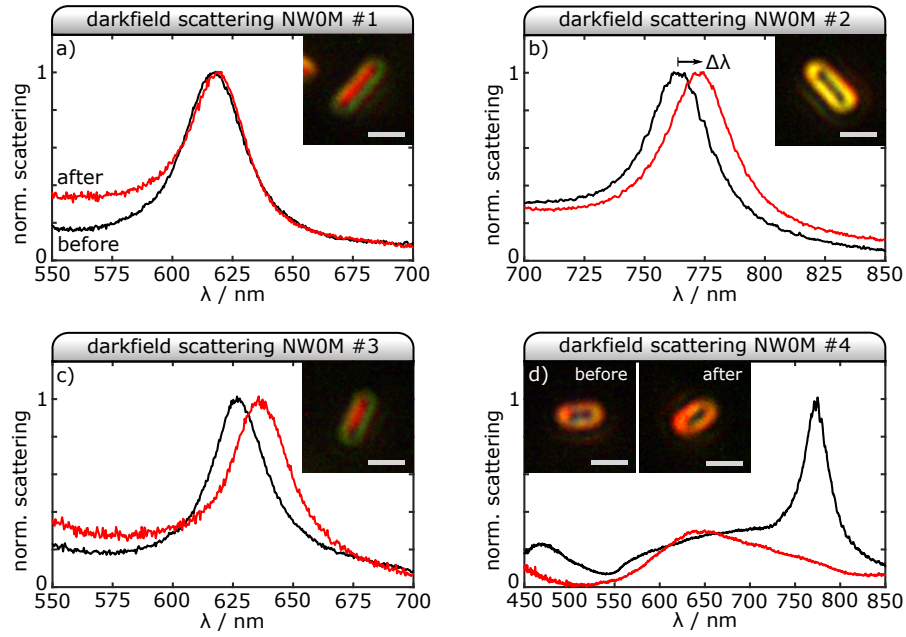 darkfield scattering NW0M #1
a)
norm. scattering
1
0
after
before
550 575 600 625 650 675 700
λ / nm
darkfield scattering NW0M #2
b)
Δλ
norm. scattering
1
0
700 725 750 775 800 825 850
λ / nm
darkfield scattering NW0M #3
c)
norm. scattering
1
0
550 575 600 625 650 675 700
λ / nm
darkfield scattering NW0M #4
d)
before
after
norm. scattering
1
0
450 500 550 600 650 700 750 800 850
λ / nm